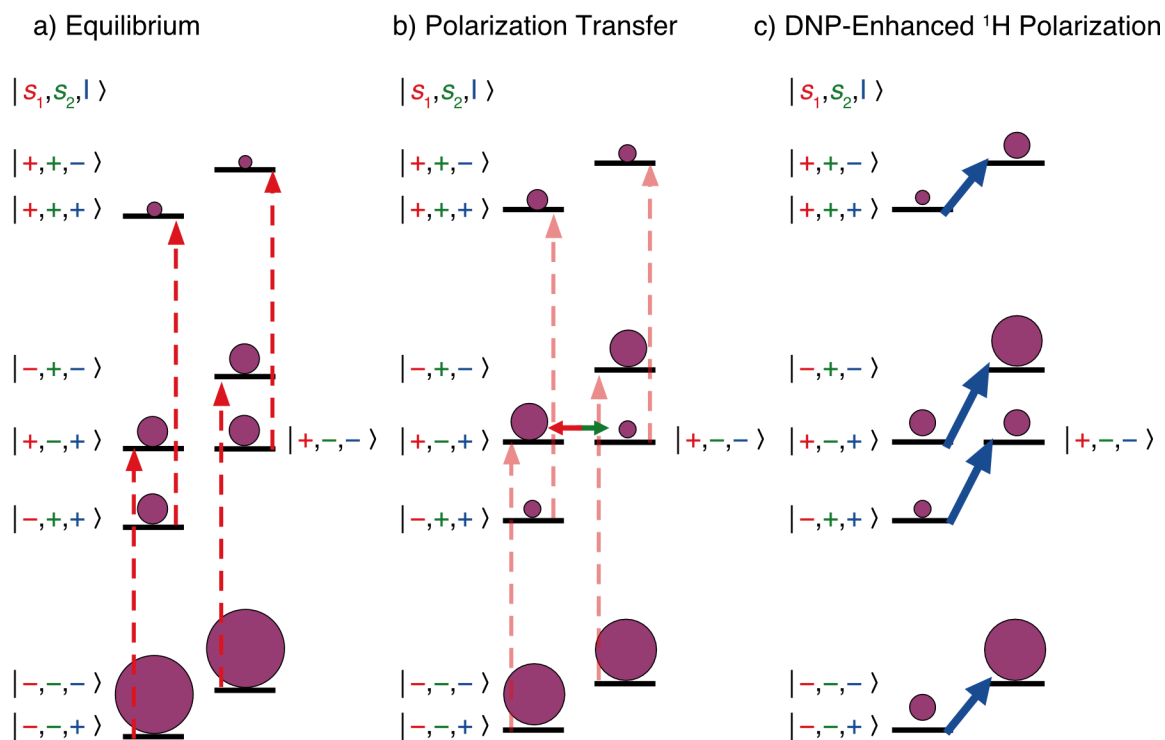 a) Equilibrium
| s₁,s₂,I ⟩
| +,+,− ⟩
| +,+,+ ⟩
| −,+,− ⟩
| +,−,+ ⟩
| +,−,− ⟩
| −,+,+ ⟩
| −,−,− ⟩
| −,−,+ ⟩
b) Polarization Transfer
| s₁,s₂,I ⟩
| +,+,− ⟩
| +,+,+ ⟩
| −,+,− ⟩
| +,−,+ ⟩
| +,−,− ⟩
| −,+,+ ⟩
| −,−,− ⟩
| −,−,+ ⟩
c) DNP-Enhanced ¹H Polarization
| s₁,s₂,I ⟩
| +,+,− ⟩
| +,+,+ ⟩
| −,+,− ⟩
| +,−,+ ⟩
| +,−,− ⟩
| −,+,+ ⟩
| −,−,− ⟩
| −,−,+ ⟩